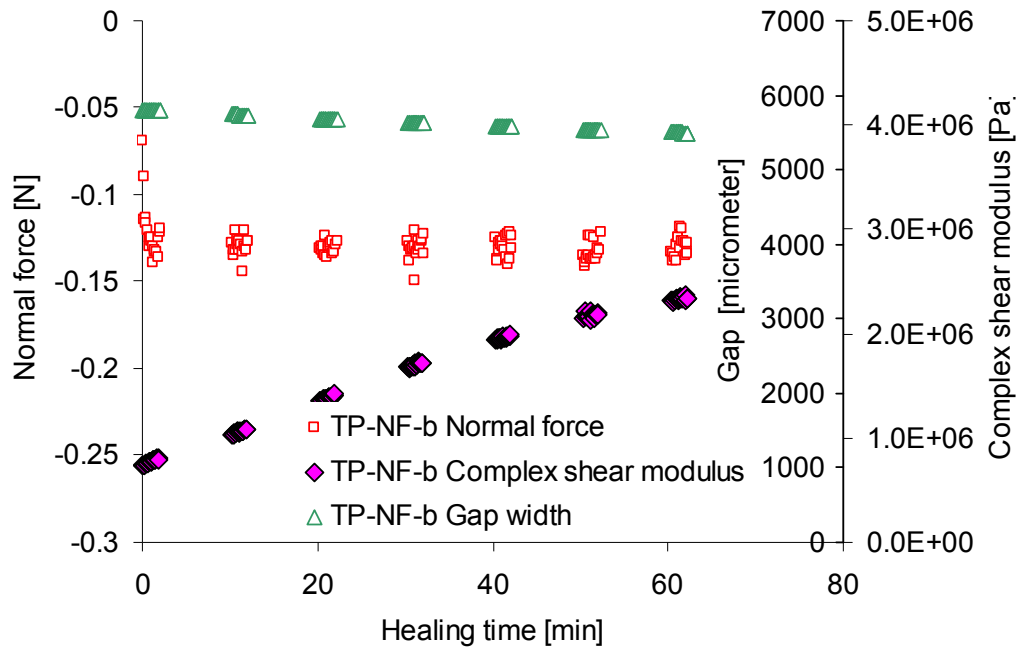 0
-0.05
-0.1
-0.15
-0.2
-0.25
-0.3
Normal force [N]
0
20
40
60
80
Healing time [min]
7000
6000
5000
4000
3000
2000
1000
0
Gap [micrometer]
5.0E+06
4.0E+06
3.0E+06
2.0E+06
1.0E+06
0.0E+00
Complex shear modulus [Pa]
TP-NF-b Normal force
TP-NF-b Complex shear modulus
TP-NF-b Gap width